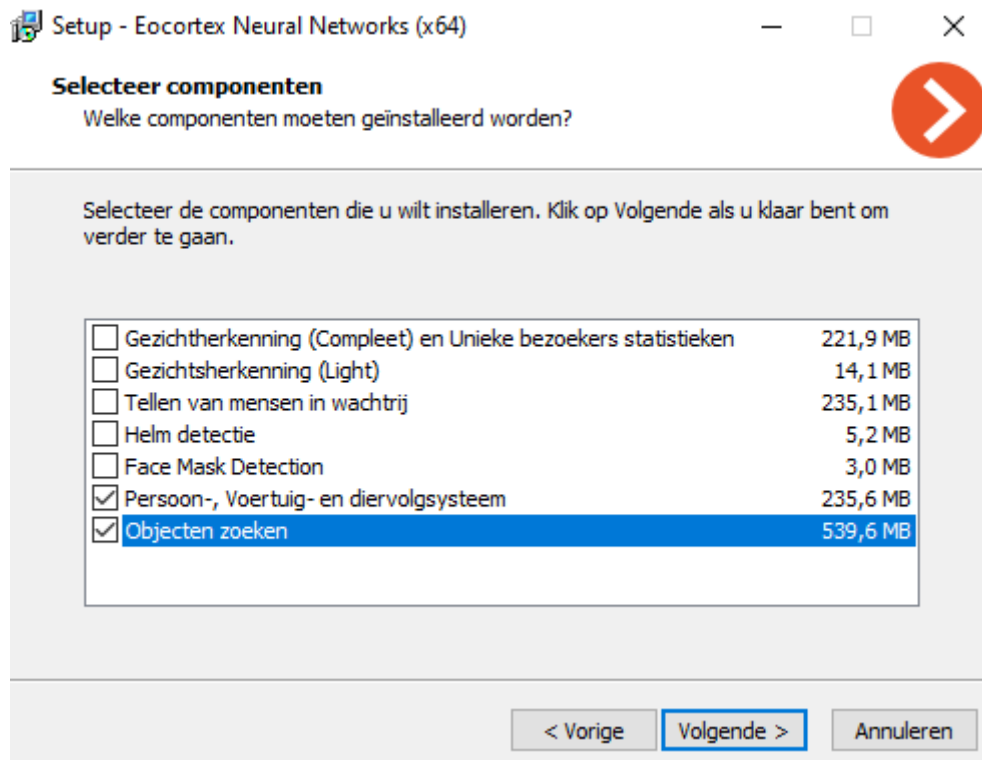 Setup - Eocortex Neural Networks (x64)
Selecteer componenten
Welke componenten moeten geïnstalleerd worden?
Selecteer de componenten die u wilt installeren. Klik op Volgende als u klaar bent om
verder te gaan.
Gezichtherkenning (Compleet) en Unieke bezoekers statistieken 221,9 MB
Gezichtsherkenning (Light) 14,1 MB
Tellen van mensen in wachtrij 235,1 MB
Helm detectie 5,2 MB
Face Mask Detection 3,0 MB
Persoon-, Voertuig- en diervolgsysteem 235,6 MB
Objecten zoeken 539,6 MB
< Vorige Volgende > Annuleren